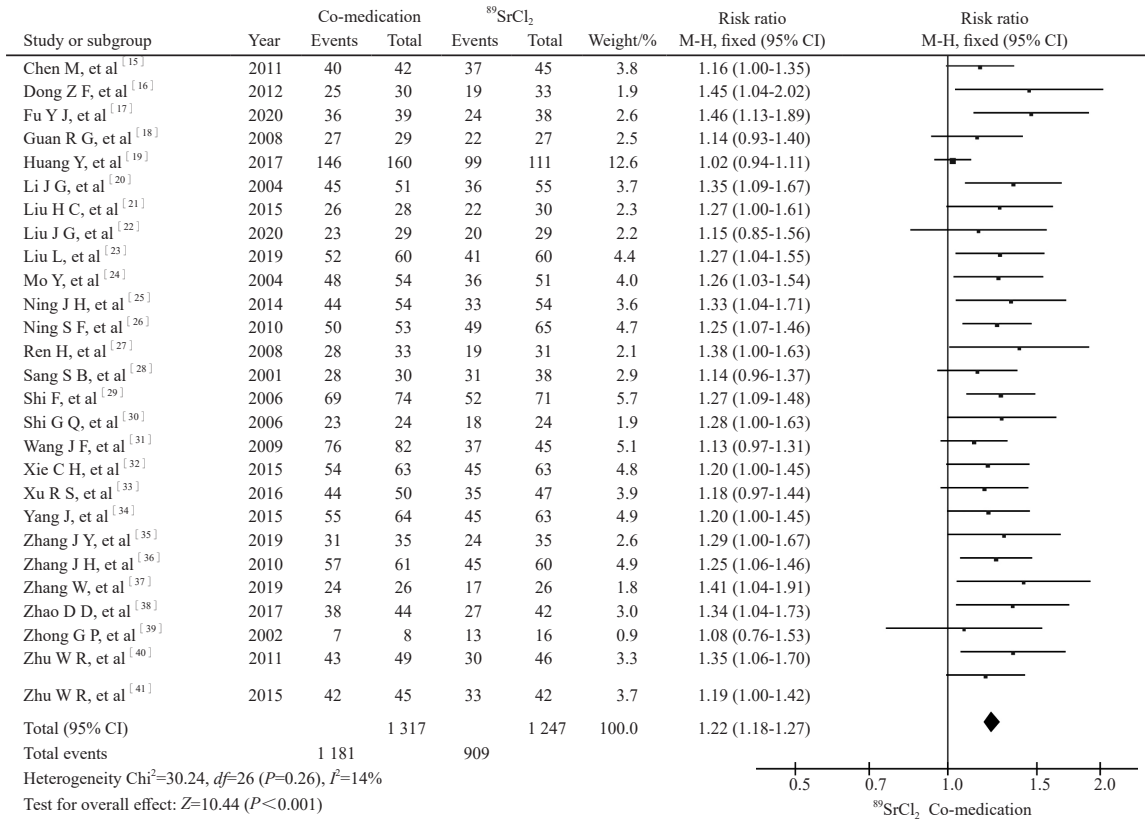 Co-medication ⁸⁹SrCl₂ Risk ratio Risk ratio
Study or subgroup Year Events Total Events Total Weight/% M-H, fixed (95% CI) M-H, fixed (95% CI)
Chen M, et al [15] 2011 40 42 37 45 3.8 1.16 (1.00-1.35)
Dong Z F, et al [16] 2012 25 30 19 33 1.9 1.45 (1.04-2.02)
Fu Y J, et al [17] 2020 36 39 24 38 2.6 1.46 (1.13-1.89)
Guan R G, et al [18] 2008 27 29 22 27 2.5 1.14 (0.93-1.40)
Huang Y, et al [19] 2017 146 160 99 111 12.6 1.02 (0.94-1.11)
Li J G, et al [20] 2004 45 51 36 55 3.7 1.35 (1.09-1.67)
Liu H C, et al [21] 2015 26 28 22 30 2.3 1.27 (1.00-1.61)
Liu J G, et al [22] 2020 23 29 20 29 2.2 1.15 (0.85-1.56)
Liu L, et al [23] 2019 52 60 41 60 4.4 1.27 (1.04-1.55)
Mo Y, et al [24] 2004 48 54 36 51 4.0 1.26 (1.03-1.54)
Ning J H, et al [25] 2014 44 54 33 54 3.6 1.33 (1.04-1.71)
Ning S F, et al [26] 2010 50 53 49 65 4.7 1.25 (1.07-1.46)
Ren H, et al [27] 2008 28 33 19 31 2.1 1.38 (1.00-1.63)
Sang S B, et al [28] 2001 28 30 31 38 2.9 1.14 (0.96-1.37)
Shi F, et al [29] 2006 69 74 52 71 5.7 1.27 (1.09-1.48)
Shi G Q, et al [30] 2006 23 24 18 24 1.9 1.28 (1.00-1.63)
Wang J F, et al [31] 2009 76 82 37 45 5.1 1.13 (0.97-1.31)
Xie C H, et al [32] 2015 54 63 45 63 4.8 1.20 (1.00-1.45)
Xu R S, et al [33] 2016 44 50 35 47 3.9 1.18 (0.97-1.44)
Yang J, et al [34] 2015 55 64 45 63 4.9 1.20 (1.00-1.45)
Zhang J Y, et al [35] 2019 31 35 24 35 2.6 1.29 (1.00-1.67)
Zhang J H, et al [36] 2010 57 61 45 60 4.9 1.25 (1.06-1.46)
Zhang W, et al [37] 2019 24 26 17 26 1.8 1.41 (1.04-1.91)
Zhao D D, et al [38] 2017 38 44 27 42 3.0 1.34 (1.04-1.73)
Zhong G P, et al [39] 2002 7 8 13 16 0.9 1.08 (0.76-1.53)
Zhu W R, et al [40] 2011 43 49 30 46 3.3 1.35 (1.06-1.70)
Zhu W R, et al [41] 2015 42 45 33 42 3.7 1.19 (1.00-1.42)
Total (95% CI) 1 317 1 247 100.0 1.22 (1.18-1.27)
Total events 1 181 909
Heterogeneity Chi²=30.24, df=26 (P=0.26), I²=14%
Test for overall effect: Z=10.44 (P<0.001)
0.5 0.7 1.0 1.5 2.0
⁸⁹SrCl₂ Co-medication